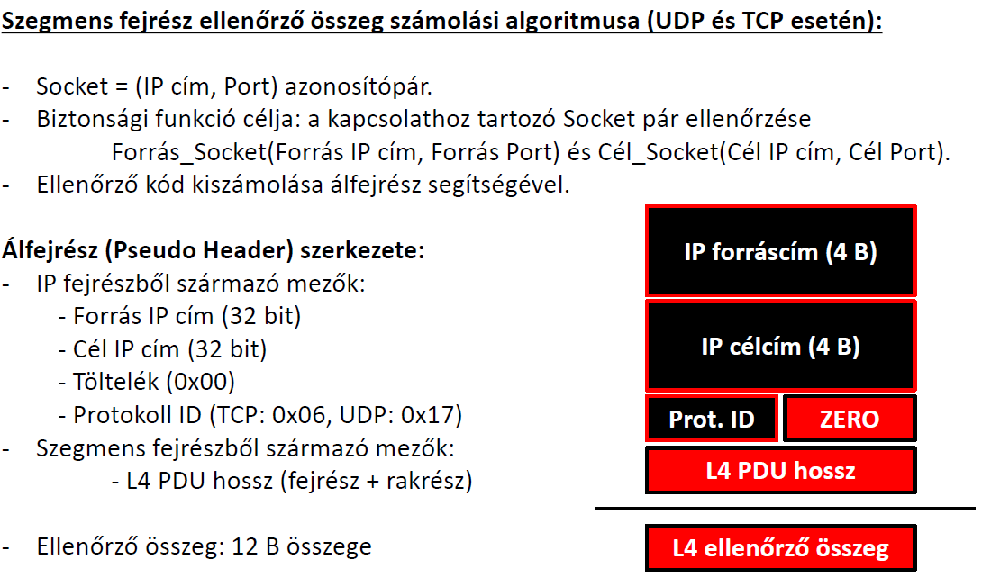 Szegmens fejrész ellenőrző összeg számolási algoritmusa (UDP és TCP esetén):
- Socket = (IP cím, Port) azonosítópár.
- Biztonsági funkció célja: a kapcsolathoz tartozó Socket pár ellenőrzése
Forrás_Socket(Forrás IP cím, Forrás Port) és Cél_Socket(Cél IP cím, Cél Port).
- Ellenőrző kód kiszámolása álfejrész segítségével.
Álfejrész (Pseudo Header) szerkezete:
- IP fejrészből származó mezők:
- Forrás IP cím (32 bit)
- Cél IP cím (32 bit)
- Töltelék (0x00)
- Protokoll ID (TCP: 0x06, UDP: 0x17)
- Szegmens fejrészből származó mezők:
- L4 PDU hossz (fejrész + rakrész)
- Ellenőrző összeg: 12 B összege
IP forráscím (4 B)
IP célcím (4 B)
Prot. ID
ZERO
L4 PDU hossz
L4 ellenőrző összeg